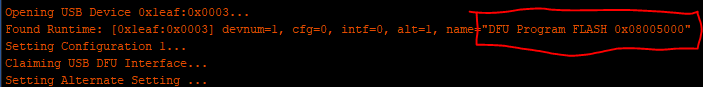 Opening USB Device 0x1eaf:0x0003...
Found Runtime: [0x1eaf:0x0003] devnum=1, cfg=0, intf=0, alt=1, name="DFU Program FLASH 0x08005000"
Setting Configuration 1...
Claiming USB DFU Interface...
Setting Alternate Setting ...